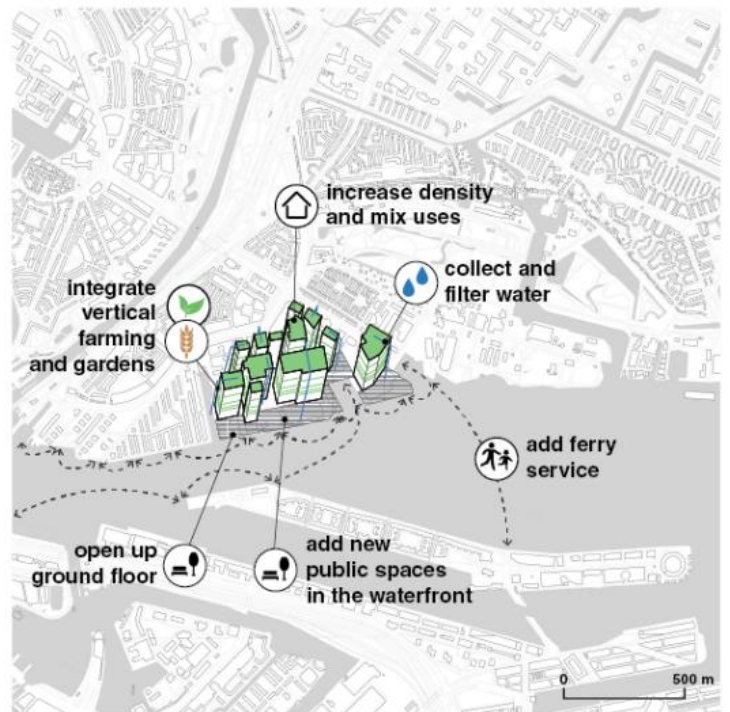 increase density
and mix uses
collect and
filter water
integrate
vertical
farming
and gardens
add ferry
service
open up
ground floor
add new
public spaces
in the waterfront
0
500 m